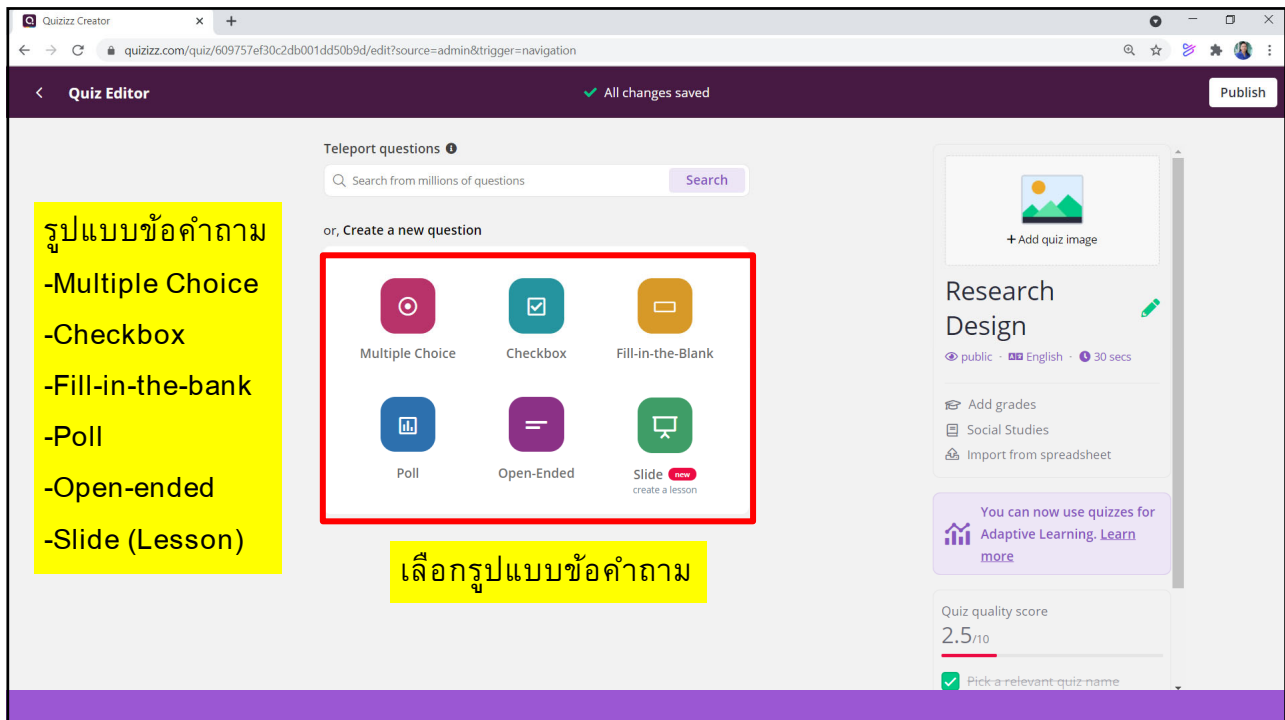 Quizizz Creator
quizizz.com/quiz/609757ef30c2db001dd50b9d/edit?source=admin&trigger=navigation
Quiz Editor
All changes saved
Publish
Teleport questions
Search from millions of questions
Search
or, Create a new question
Multiple Choice
Checkbox
Fill-in-the-Blank
Poll
Open-Ended
Slide new
create a lesson
รูปแบบข้อคำถาม
-Multiple Choice
-Checkbox
-Fill-in-the-bank
-Poll
-Open-ended
-Slide (Lesson)
เลือกรูปแบบข้อคำถาม
+ Add quiz image
Research
Design
public · English · 30 secs
Add grades
Social Studies
Import from spreadsheet
You can now use quizzes for
Adaptive Learning. Learn
more
Quiz quality score
2.5/10
Pick a relevant quiz name